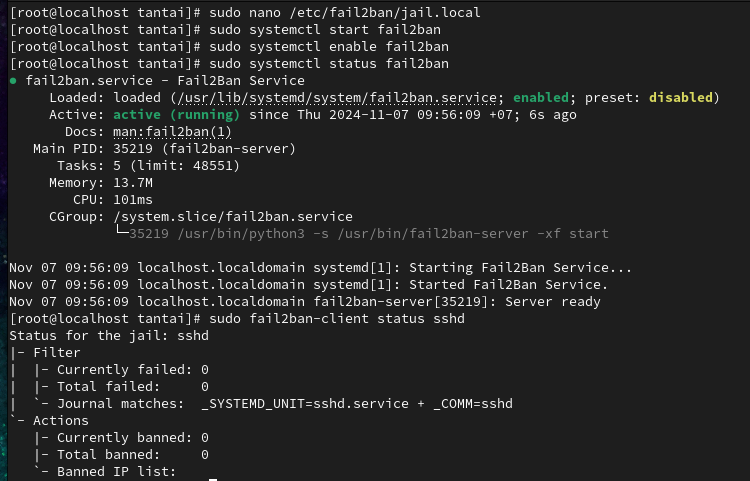 [root@localhost tantai]# sudo nano /etc/fail2ban/jail.local
[root@localhost tantai]# sudo systemctl start fail2ban
[root@localhost tantai]# sudo systemctl enable fail2ban
[root@localhost tantai]# sudo systemctl status fail2ban
● fail2ban.service - Fail2Ban Service
     Loaded: loaded (/usr/lib/systemd/system/fail2ban.service; enabled; preset: disabled)
     Active: active (running) since Thu 2024-11-07 09:56:09 +07; 6s ago
       Docs: man:fail2ban(1)
   Main PID: 35219 (fail2ban-server)
      Tasks: 5 (limit: 48551)
     Memory: 13.7M
        CPU: 101ms
     CGroup: /system.slice/fail2ban.service
             └─35219 /usr/bin/python3 -s /usr/bin/fail2ban-server -xf start

Nov 07 09:56:09 localhost.localdomain systemd[1]: Starting Fail2Ban Service...
Nov 07 09:56:09 localhost.localdomain systemd[1]: Started Fail2Ban Service.
Nov 07 09:56:09 localhost.localdomain fail2ban-server[35219]: Server ready
[root@localhost tantai]# sudo fail2ban-client status sshd
Status for the jail: sshd
|- Filter
|  |- Currently failed: 0
|  |- Total failed:     0
|  `- Journal matches:  _SYSTEMD_UNIT=sshd.service + _COMM=sshd
`- Actions
   |- Currently banned: 0
   |- Total banned:     0
   `- Banned IP list: